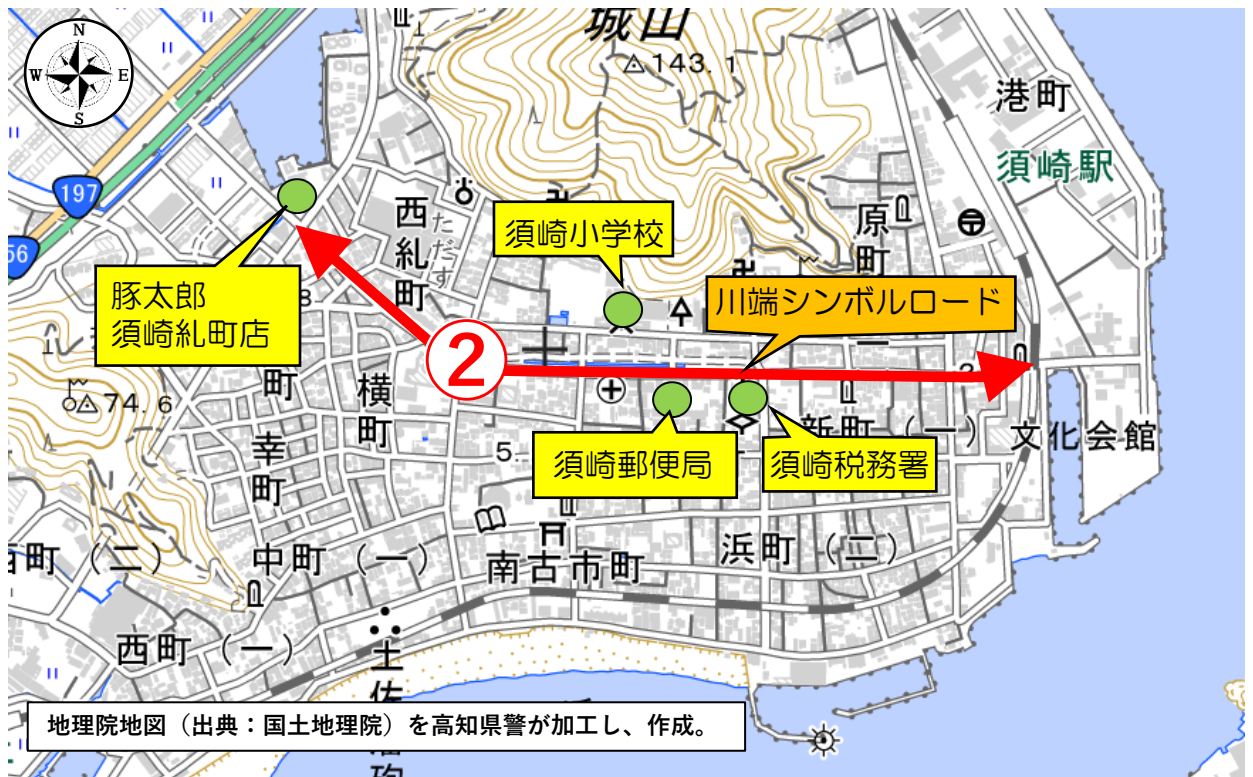 N
W
E
S
城山
143.1
港町
須崎駅
197
56
西糺町
ただす
須崎小学校
原町
豚太郎
須崎糺町店
川端シンボルロード
②
74.6
町
横町
幸町
5.
須崎郵便局
須崎税務署
新町(一)
文化会館
町(二)
中町(一)
南古市町
浜町(二)
西町(一)
土佐
地理院地図(出典:国土地理院)を高知県警が加工し、作成。